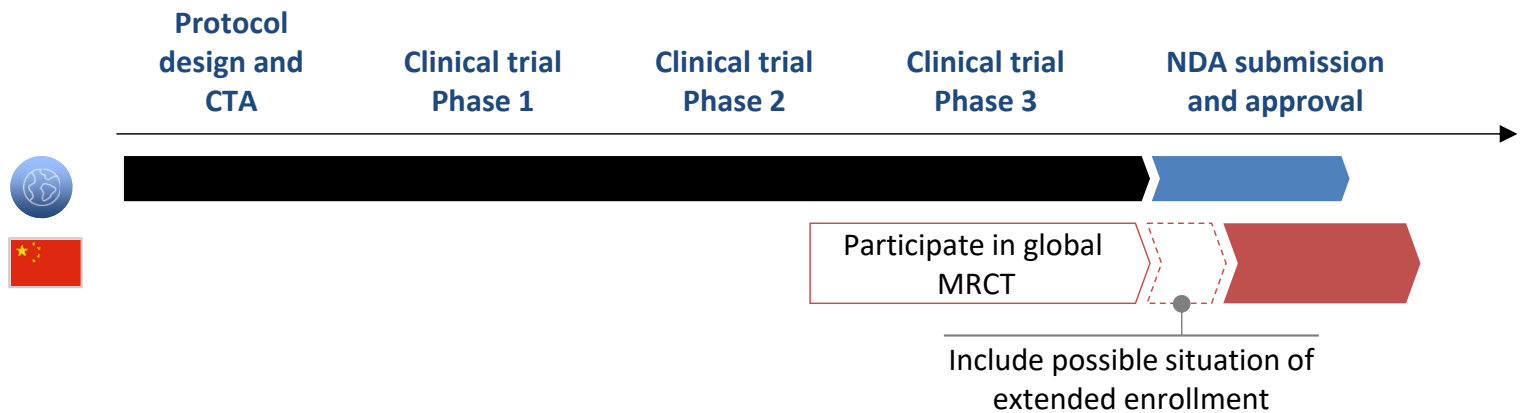 Protocol
design and
CTA
Clinical trial
Phase 1
Clinical trial
Phase 2
Clinical trial
Phase 3
NDA submission
and approval
Participate in global
MRCT
Include possible situation of
extended enrollment